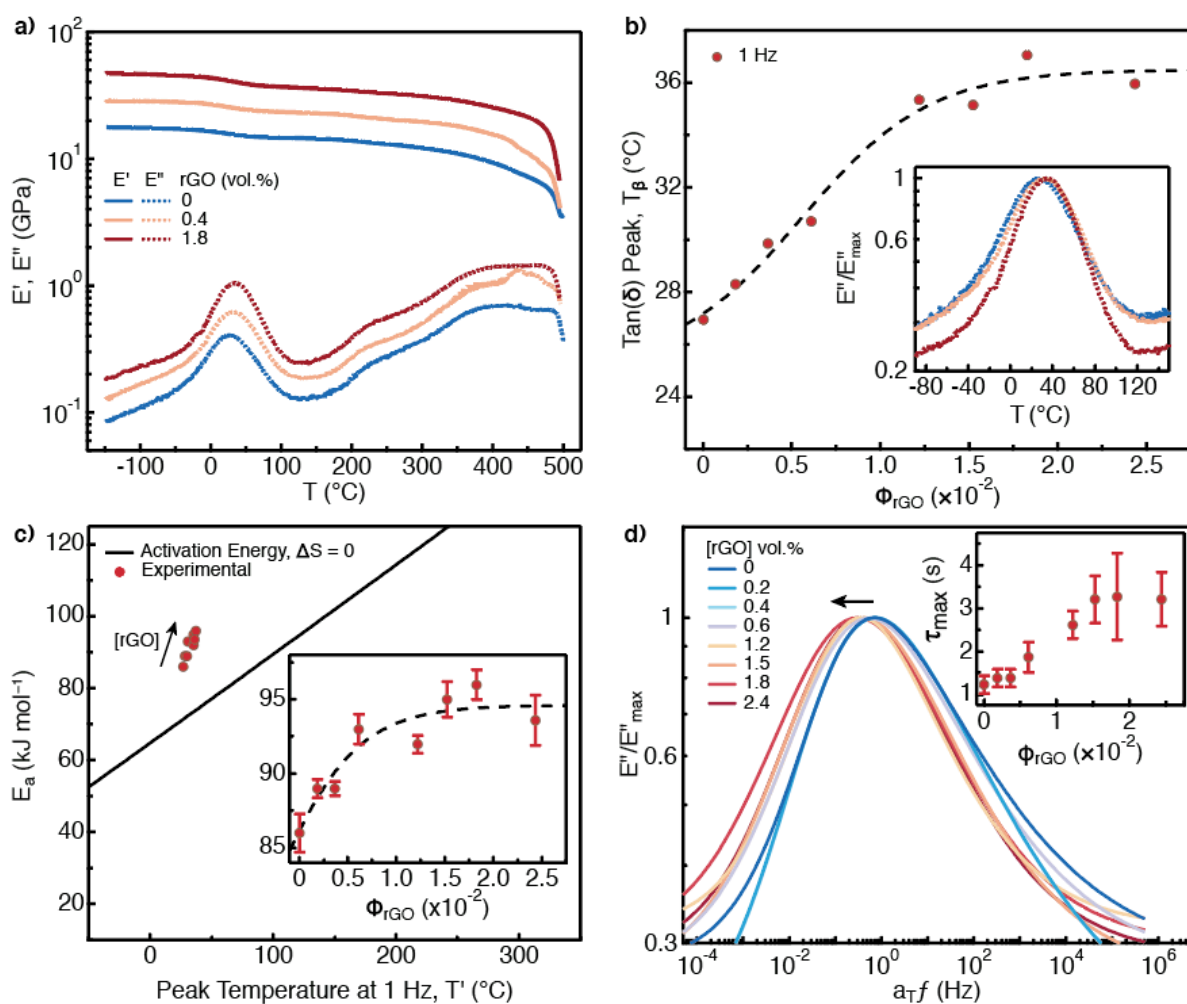 a)
10²
10¹
10⁰
10⁻¹
E', E" (GPa)
E' E" rGO (vol.%)
0
0.4
1.8
-100 0 100 200 300 400 500
T (°C)
b)
1 Hz
36
32
28
24
Tan(δ) Peak, Tβ (°C)
0 0.5 1.0 1.5 2.0 2.5
ΦrGO (×10⁻²)
1
0.6
0.2
E"/E"max
-80 -40 0 40 80 120
T (°C)
c)
Activation Energy, ΔS = 0
Experimental
[rGO]
120
100
80
60
40
20
Ea (kJ mol⁻¹)
0 100 200 300
Peak Temperature at 1 Hz, T' (°C)
95
90
85
0 0.5 1.0 1.5 2.0 2.5
ΦrGO (x10⁻²)
d)
[rGO] vol.%
0
0.2
0.4
0.6
1.2
1.5
1.8
2.4
1
0.6
0.3
E"/E"max
10⁻⁴ 10⁻² 10⁰ 10² 10⁴ 10⁶
aTf (Hz)
4
3
2
1
τmax (s)
0 1 2
ΦrGO (×10⁻²)